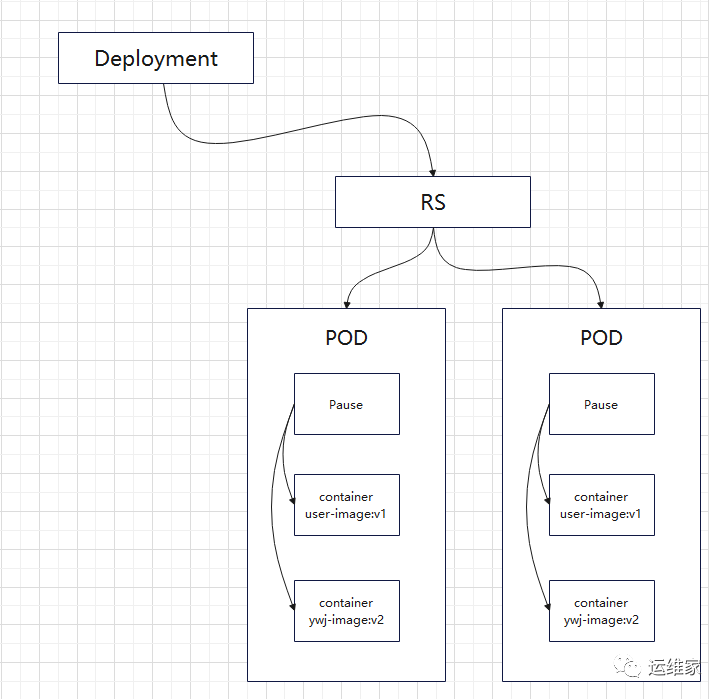 Deployment
RS
POD
Pause
container
user-image:v1
container
ywj-image:v2
POD
Pause
container
user-image:v1
container
ywj-image:v2
运维家